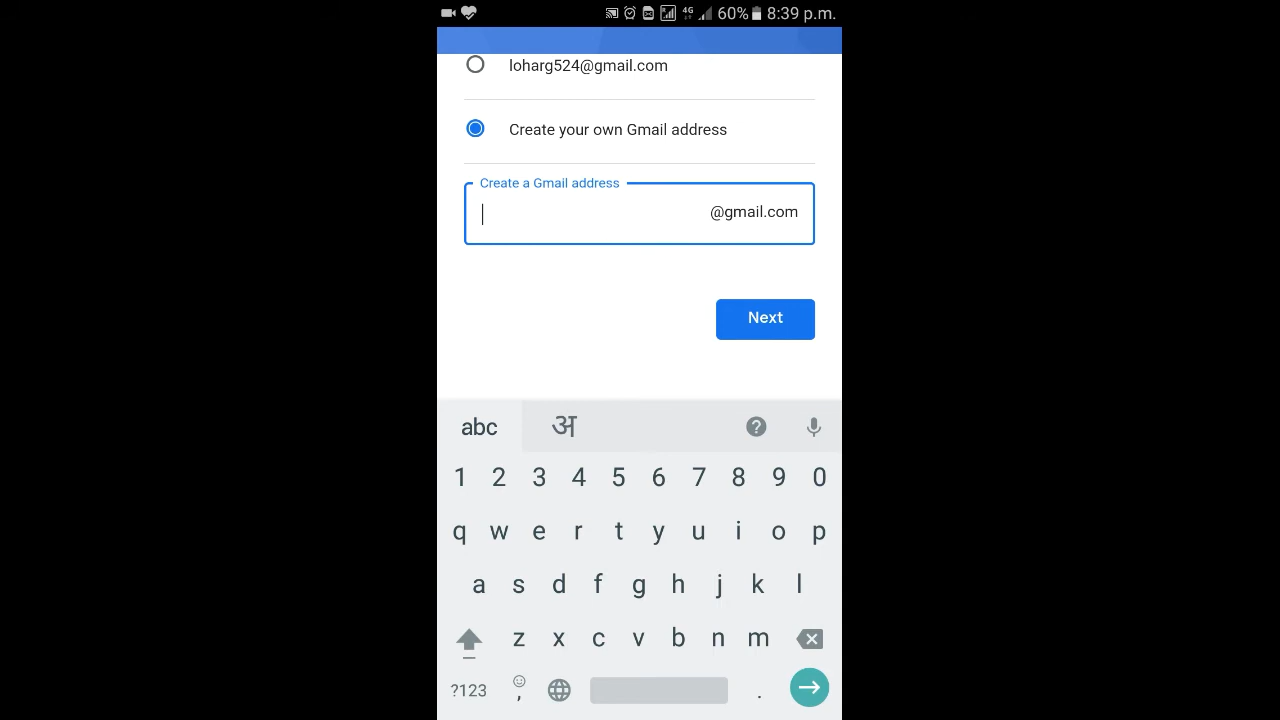 4G 60% 8:39 p.m.
loharg524@gmail.com
Create your own Gmail address
Create a Gmail address
@gmail.com
Next
abc अ ?
1 2 3 4 5 6 7 8 9 0
q w e r t y u i o p
a s d f g h j k l
z x c v b n m
?123 , .